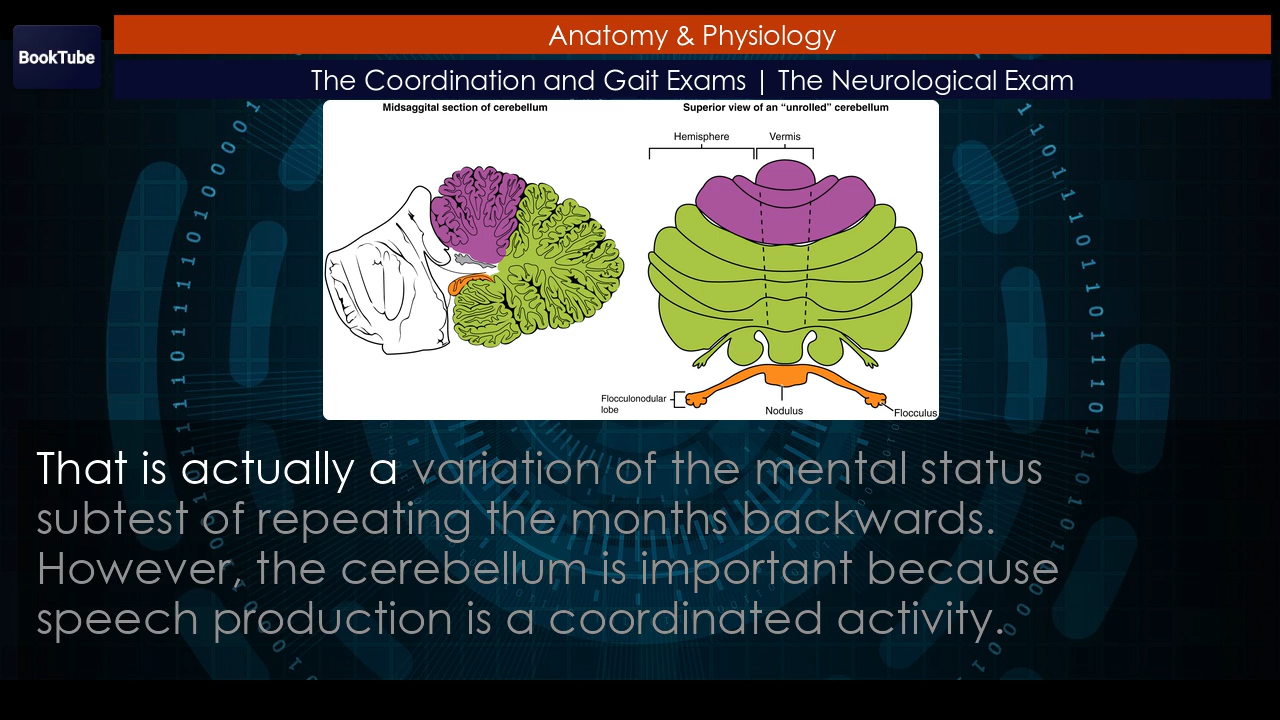 Anatomy & Physiology
BookTube
The Coordination and Gait Exams | The Neurological Exam
Midsaggital section of cerebellum
Superior view of an “unrolled” cerebellum
Hemisphere
Vermis
Flocculonodular
lobe
Nodulus
Flocculus
That is actually a variation of the mental status
subtest of repeating the months backwards.
However, the cerebellum is important because
speech production is a coordinated activity.